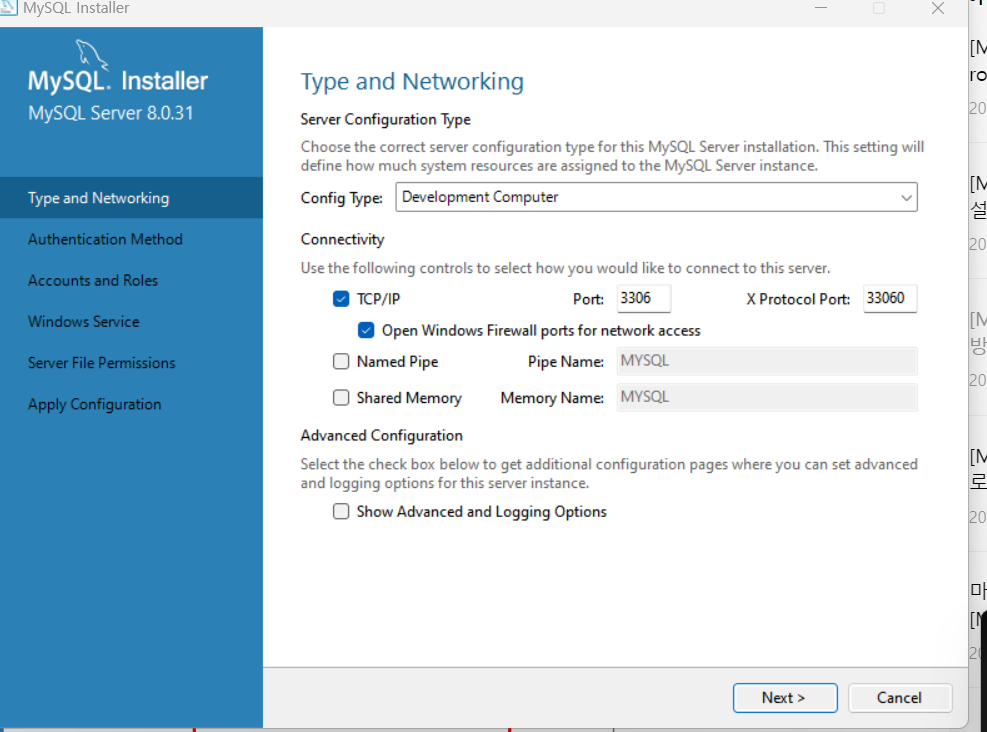 MySQL Installer
MySQL. Installer
MySQL Server 8.0.31
Type and Networking
Authentication Method
Accounts and Roles
Windows Service
Server File Permissions
Apply Configuration
Type and Networking
Server Configuration Type
Choose the correct server configuration type for this MySQL Server installation. This setting will
define how much system resources are assigned to the MySQL Server instance.
Config Type: Development Computer
Connectivity
Use the following controls to select how you would like to connect to this server.
TCP/IP Port: 3306 X Protocol Port: 33060
Open Windows Firewall ports for network access
Named Pipe Pipe Name: MYSQL
Shared Memory Memory Name: MYSQL
Advanced Configuration
Select the check box below to get additional configuration pages where you can set advanced
and logging options for this server instance.
Show Advanced and Logging Options
Next > Cancel
[M
ro
20
[M
설
20
[M
방
20
[M
로
20
마
[M
20